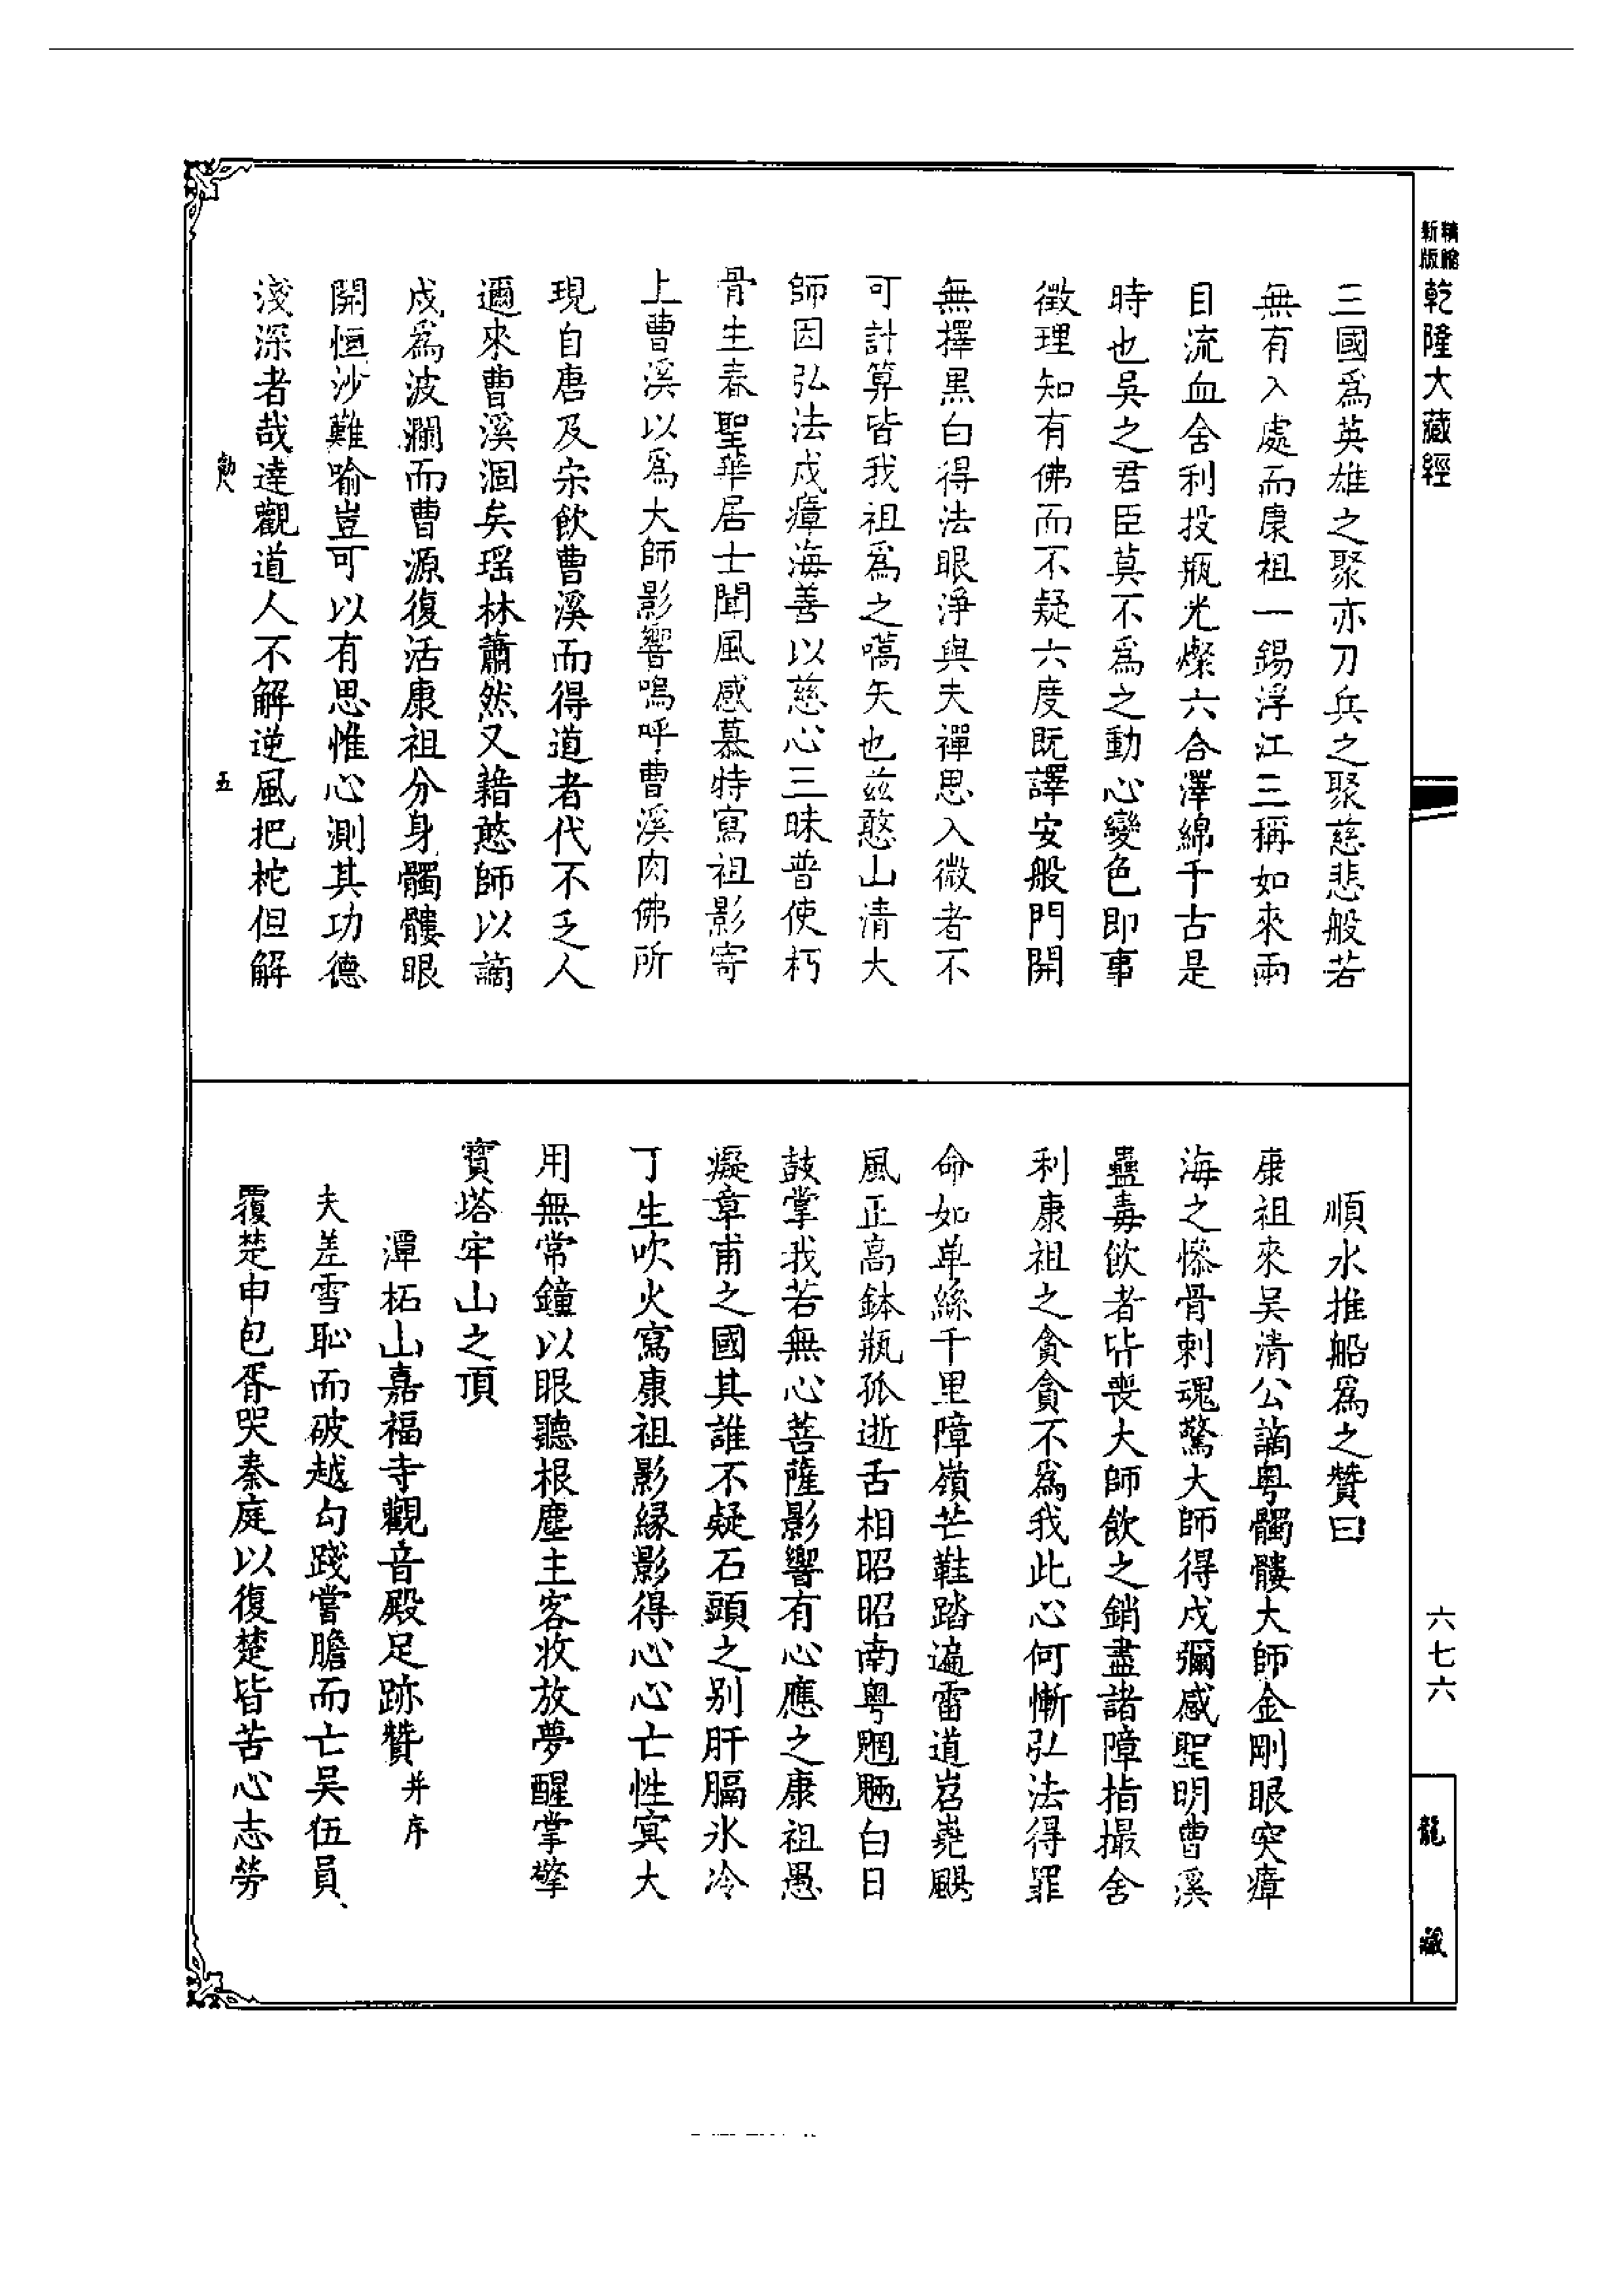 新版
精縮
乾隆大藏經
六七六
龍藏
三國爲英雄之聚亦刀兵之聚慈悲般若
無有入處而康祖一錫浮江三稱如來兩
目流血舍利投瓶光燦六合澤綿千古是
時也吳之君臣莫不爲之動心變色即事
徵理知有佛而不疑六度既譯安般門開
無擇黑白得法眼淨與夫禪思入微者不
可計算皆我祖爲之嚆矢也茲憨山清大
師因弘法戍瘴海善以慈心三昧普使朽
骨生春聖華居士聞風感慕特寫祖影寄
上曹溪以爲大師影響嗚呼曹溪肉佛所
現自唐及宋飲曹溪而得道者代不乏人
邇來曹溪涸矣瑶林蕭然又藉憨師以謫
戍爲波瀾而曹源復活康祖分身髑髏眼
開恒沙難喻豈可以有思惟心測其功德
淺深者哉達觀道人不解逆風把柁但解
五
順水推船爲之贊曰
康祖來吳清公謫粤髑髏大師金剛眼突瘴
海之慘骨刺魂驚大師得戍彌感聖明曹溪
蠱毒飲者皆喪大師飲之銷盡諸障指撮舍
利康祖之貪貪不爲我此心何慚弘法得罪
命如单絲千里障嶺芒鞋踏遍雷道岧嶤颶
風正高鉢瓶孤逝舌相昭昭南粤魍魎白日
鼓掌我若無心菩薩影響有心應之康祖愚
癡章甫之國其誰不疑石頭之別肝膈氷冷
丁生吹火寫康祖影緣影得心心亡性冥大
用無常鐘以眼聽根塵主客收放夢醒掌擎
寳塔牢山之頂
潭柘山嘉福寺觀音殿足跡贊并序
夫差雪恥而破越勾踐嘗膽而亡吳伍員
覆楚申包胥哭秦庭以復楚皆苦心志勞